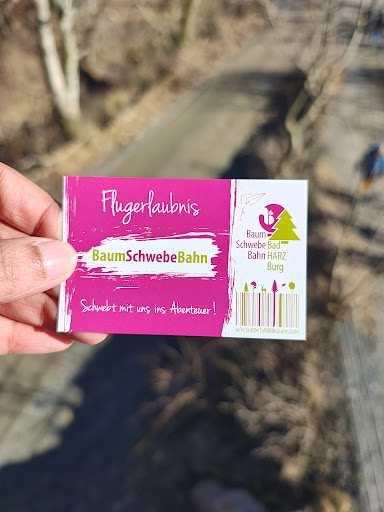 Flugerlaubnis
BaumSchwebeBahn
Schwebt mit uns ins Abenteuer!
Baum
Schwebe Bad
Bahn HARZ
Burg